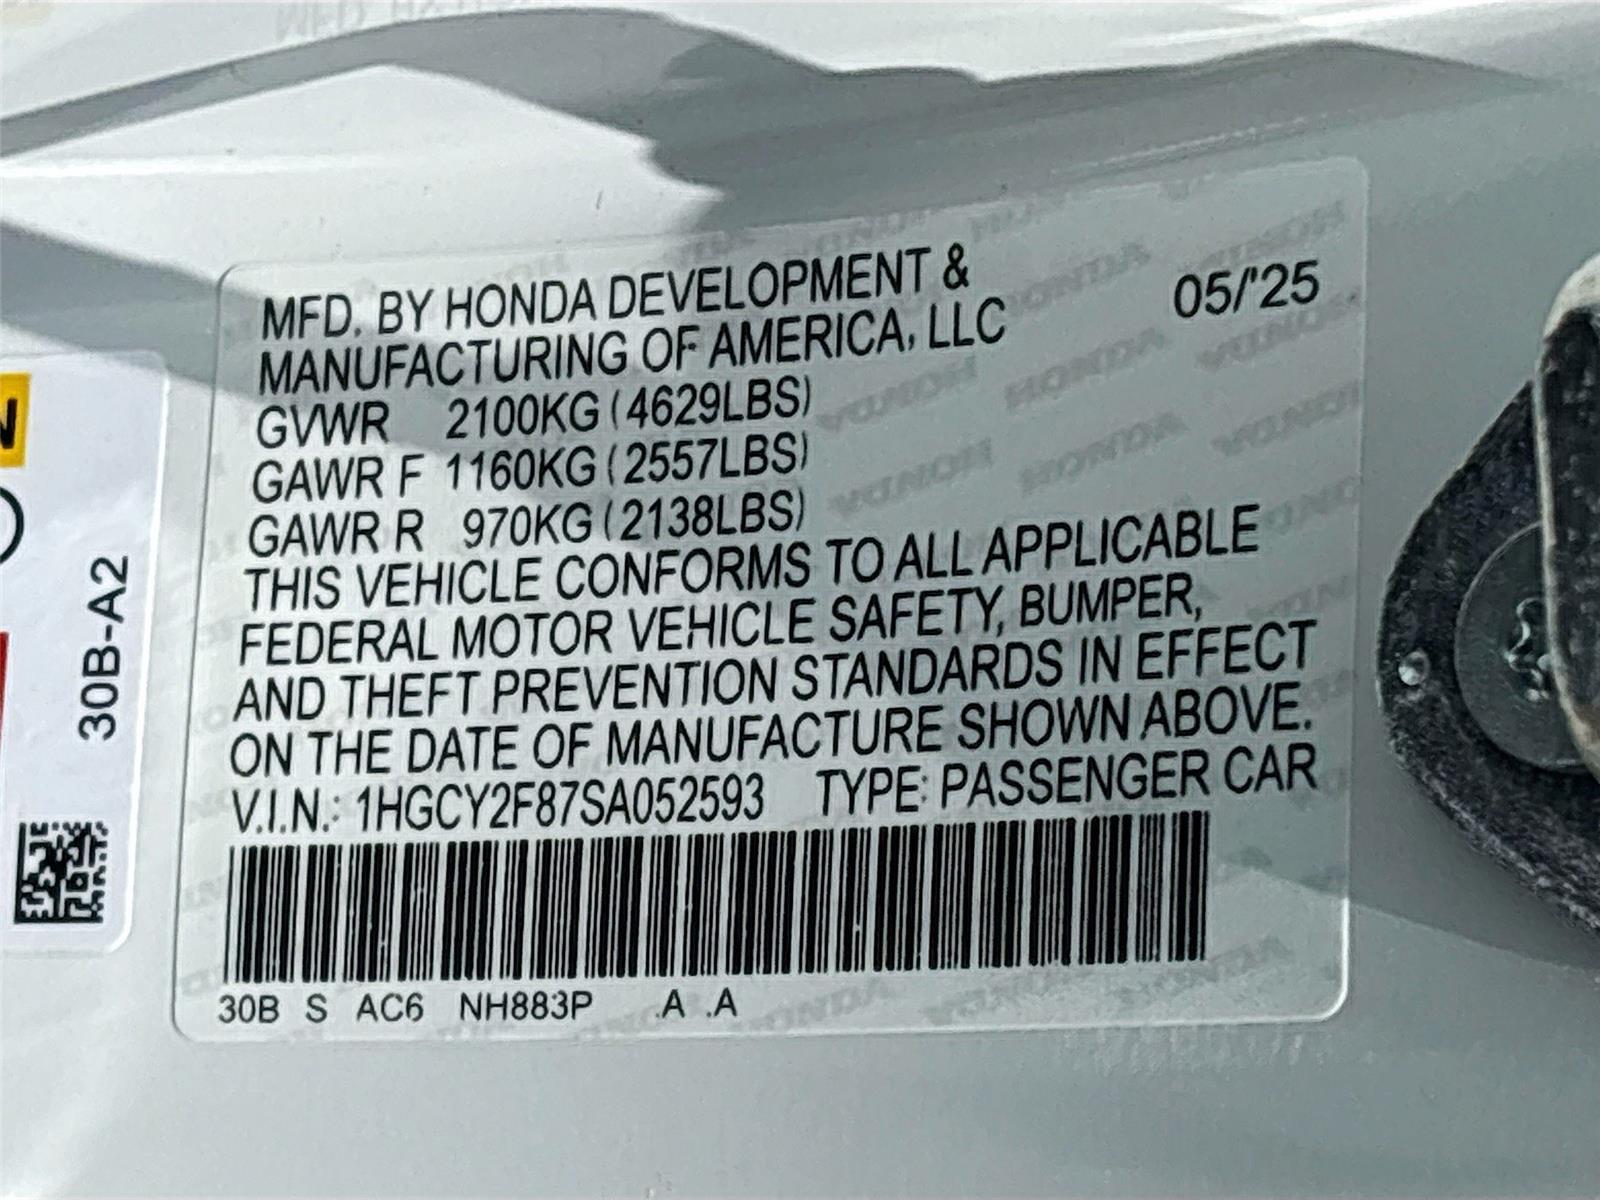 MFD. BY HONDA DEVELOPMENT &
MANUFACTURING OF AMERICA, LLC
05/'25
GVWR 2100KG (4629LBS)
GAWR F 1160KG (2557LBS)
GAWR R 970KG (2138LBS)
THIS VEHICLE CONFORMS TO ALL APPLICABLE
FEDERAL MOTOR VEHICLE SAFETY, BUMPER,
AND THEFT PREVENTION STANDARDS IN EFFECT
ON THE DATE OF MANUFACTURE SHOWN ABOVE.
V.I.N.: 1HGCY2F87SA052593 TYPE: PASSENGER CAR
30B S AC6 NH883P .A .A
30B-A2